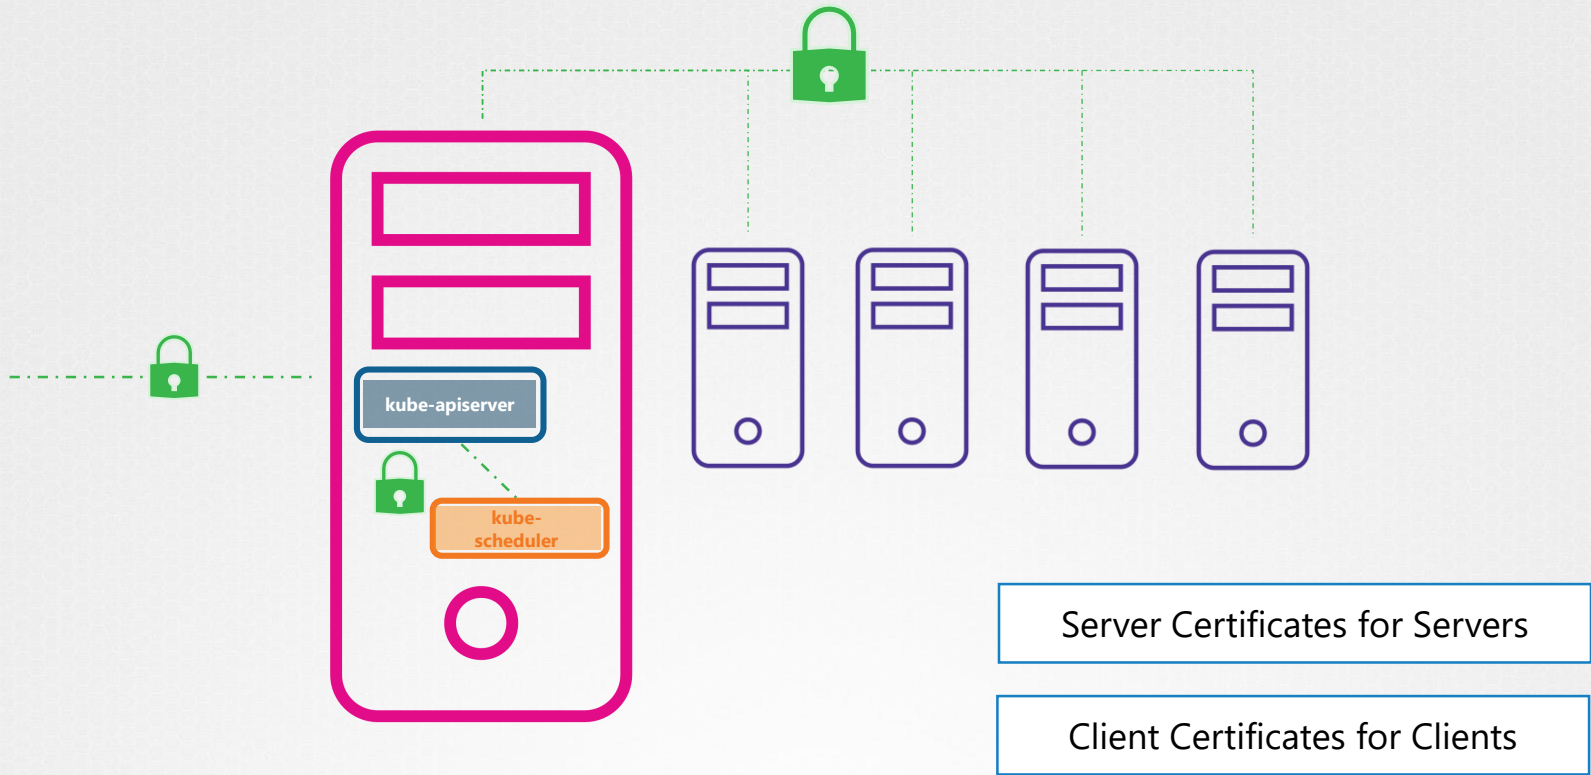 kube-apiserver
kube-
scheduler
Server Certificates for Servers
Client Certificates for Clients